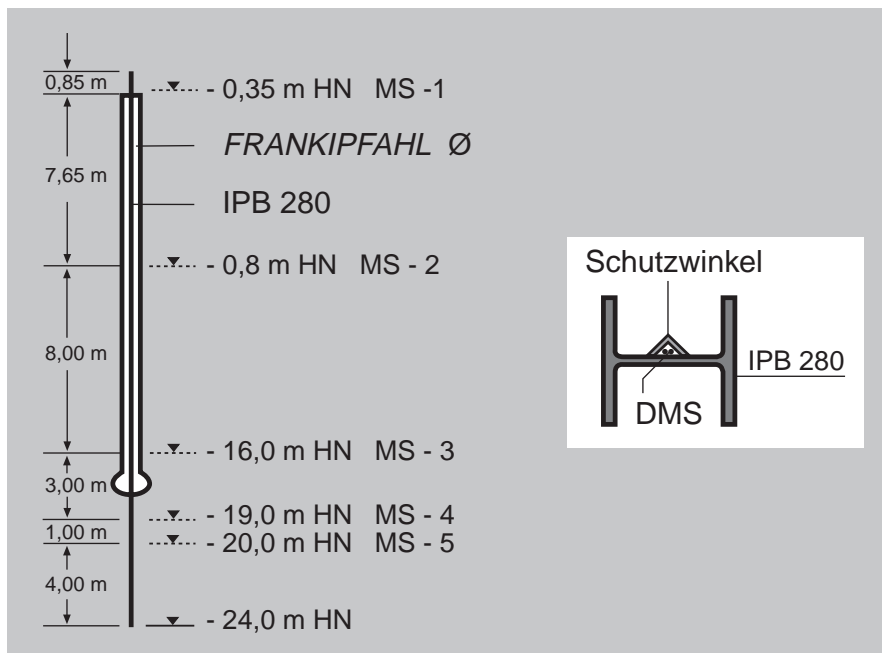 0,85 m
- 0,35 m HN MS -1
FRANKIPFAHL Ø
7,65 m
IPB 280
- 0,8 m HN MS - 2
Schutzwinkel
8,00 m
IPB 280
DMS
- 16,0 m HN MS - 3
3,00 m
- 19,0 m HN MS - 4
1,00 m
- 20,0 m HN MS - 5
4,00 m
- 24,0 m HN